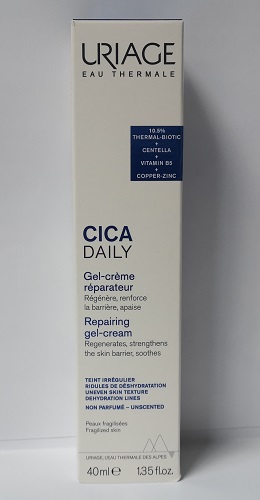 URIAGE
EAU THERMALE
10.5%
THERMAL-BIOTIC
+
CENTELLA
+
VITAMIN B5
+
COPPER-ZINC
CICA
DAILY
Gel-crème
réparateur
Régénère, renforce
la barrière, apaise
Repairing
gel-cream
Regenerates, strengthens
the skin barrier, soothes
TEINT IRRÉGULIER
RIDULES DE DÉSHYDRATATION
UNEVEN SKIN TEXTURE
DEHYDRATION LINES
NON PARFUMÉ – UNSCENTED
Peaux fragilisées
Fragilized skin
URIAGE, L'EAU THERMALE DES ALPES
40 ml ℮ 1.35 fl.oz.